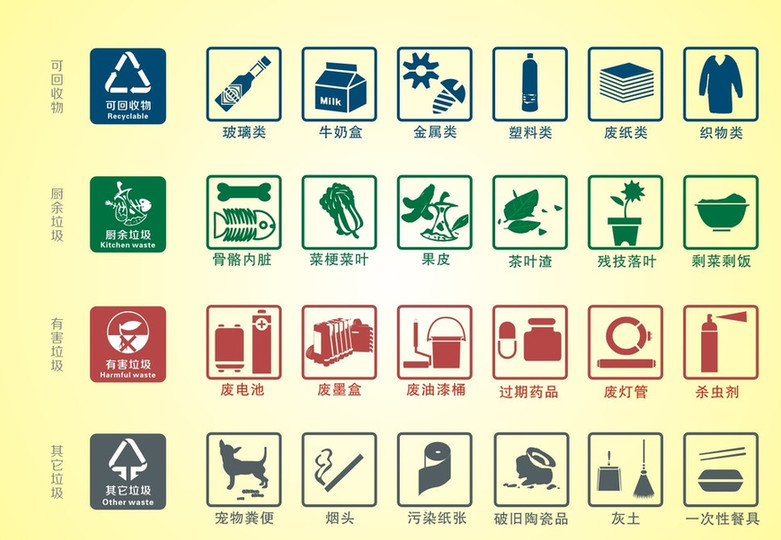 可回收物
可回收物
Recyclable
Milk
玻璃类
牛奶盒
金属类
塑料类
废纸类
织物类
厨余垃圾
厨余垃圾
Kitchen waste
骨骼内脏
菜梗菜叶
果皮
茶叶渣
残技落叶
剩菜剩饭
有害垃圾
有害垃圾
Harmful waste
废电池
废墨盒
废油漆桶
过期药品
废灯管
杀虫剂
其它垃圾
其它垃圾
Other waste
宠物粪便
烟头
污染纸张
破旧陶瓷品
灰土
一次性餐具